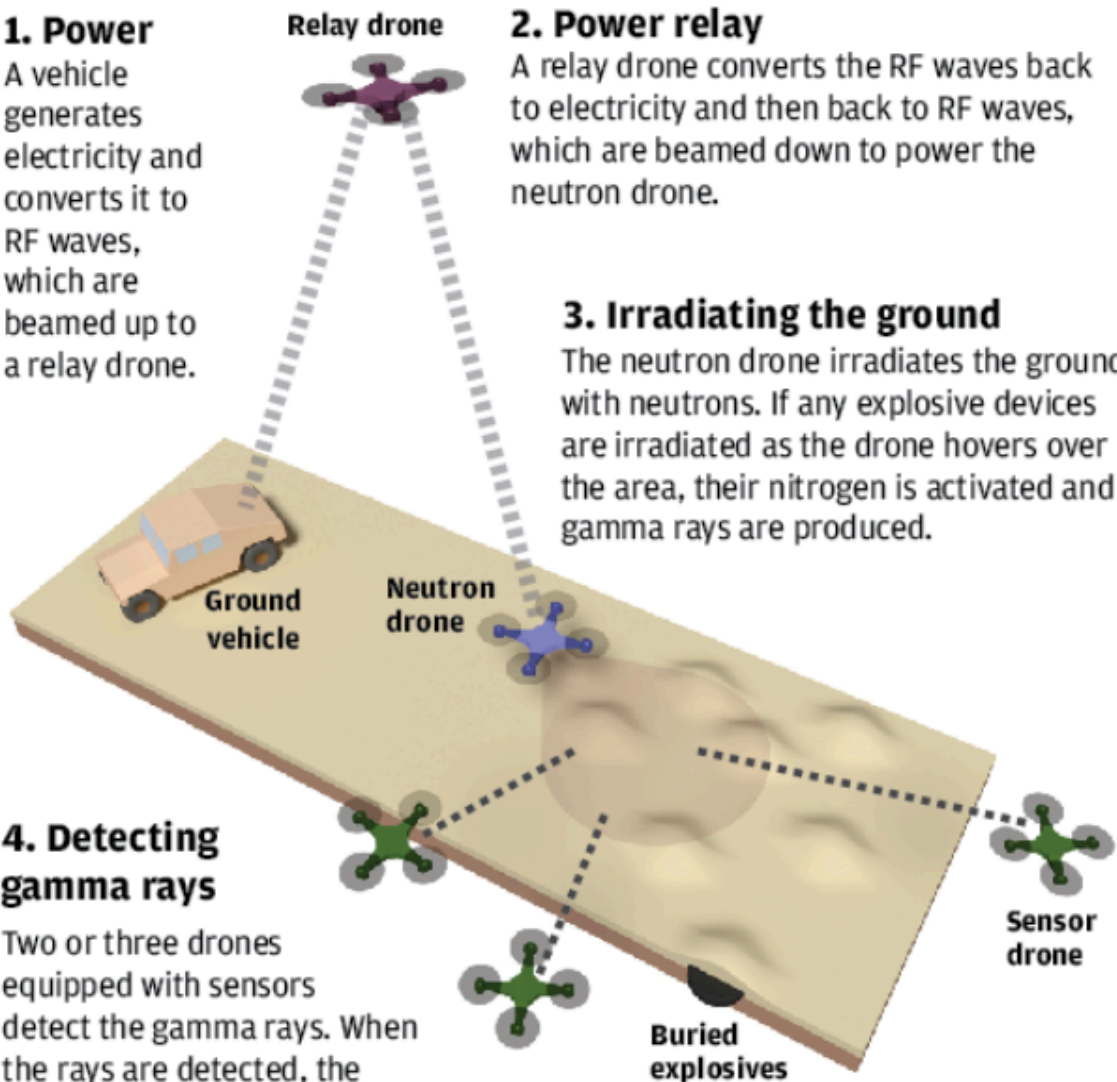 1. Power
A vehicle
generates
electricity and
converts it to
RF waves,
which are
beamed up to
a relay drone.
Relay drone
2. Power relay
A relay drone converts the RF waves back
to electricity and then back to RF waves,
which are beamed down to power the
neutron drone.
3. Irradiating the ground
The neutron drone irradiates the ground
with neutrons. If any explosive devices
are irradiated as the drone hovers over
the area, their nitrogen is activated and
gamma rays are produced.
Ground
vehicle
Neutron
drone
4. Detecting
gamma rays
Two or three drones
equipped with sensors
detect the gamma rays. When
the rays are detected, the
Sensor
drone
Buried
explosives